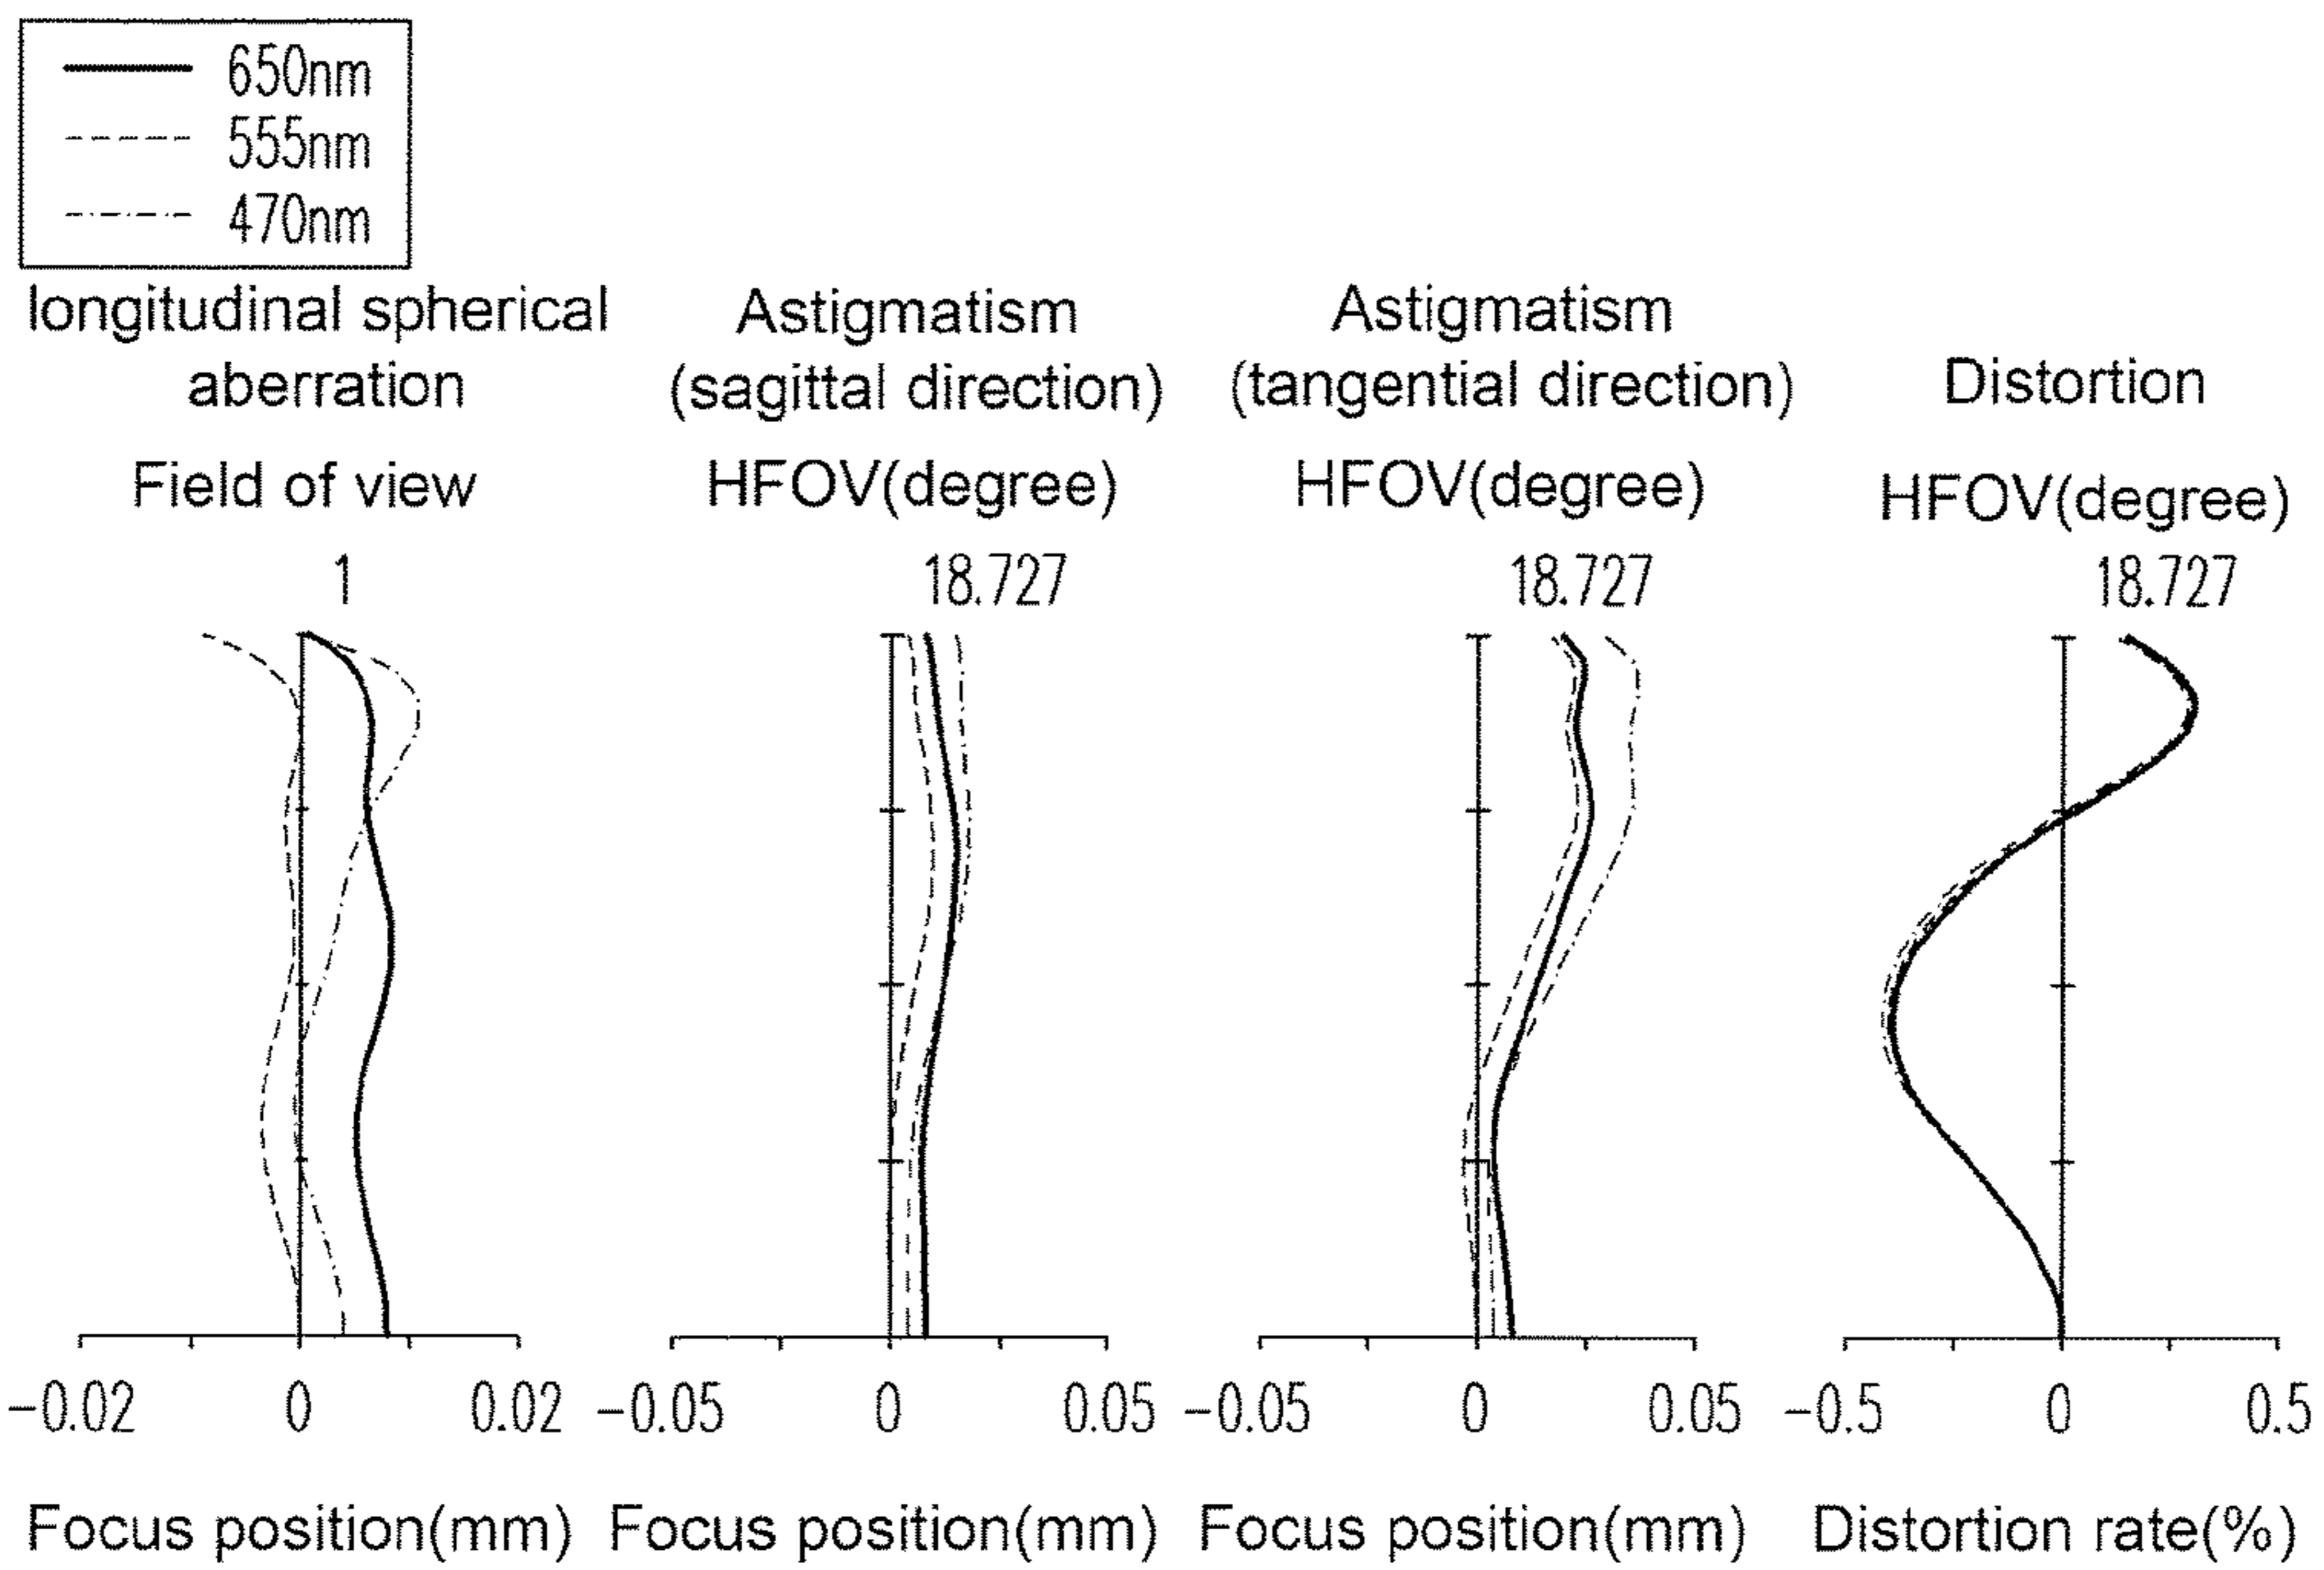 650nm
555nm
470nm
longitudinal spherical
aberration
Field of view
1
-0.02 0 0.02
Focus position(mm)
Astigmatism
(sagittal direction)
HFOV(degree)
18.727
-0.05 0 0.05
Focus position(mm)
Astigmatism
(tangential direction)
HFOV(degree)
18.727
-0.05 0 0.05
Focus position(mm)
Distortion
HFOV(degree)
18.727
-0.5 0 0.5
Distortion rate(%)